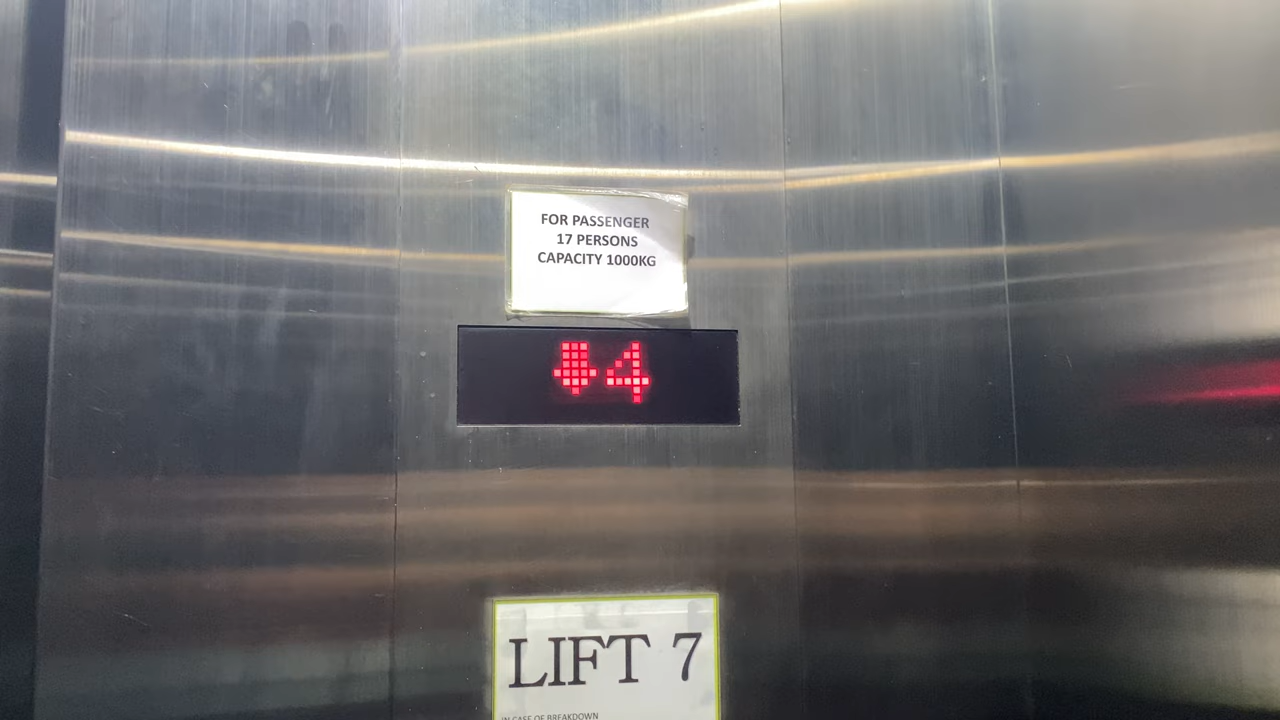 FOR PASSENGER
17 PERSONS
CAPACITY 1000KG
4
LIFT 7
IN CASE OF BREAKDOWN